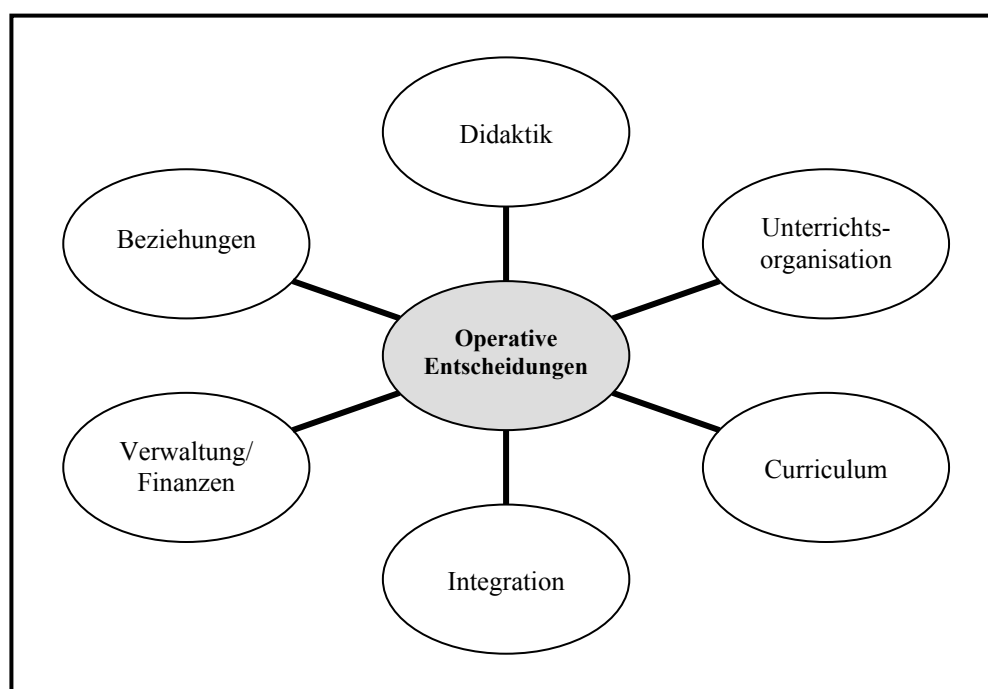 Didaktik
Beziehungen
Unterrichts-
organisation
Operative
Entscheidungen
Verwaltung/
Finanzen
Curriculum
Integration